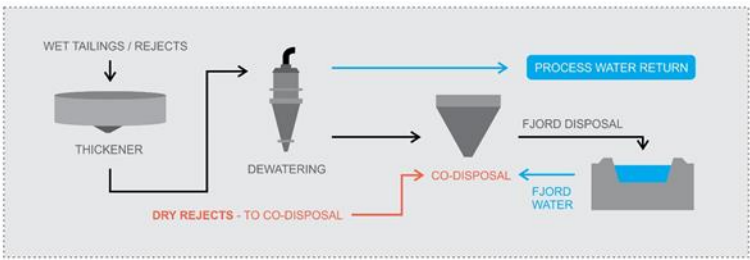 WET TAILINGS / REJECTS
PROCESS WATER RETURN
THICKENER
DEWATERING
FJORD DISPOSAL
CO-DISPOSAL
FJORD
WATER
DRY REJECTS - TO CO-DISPOSAL